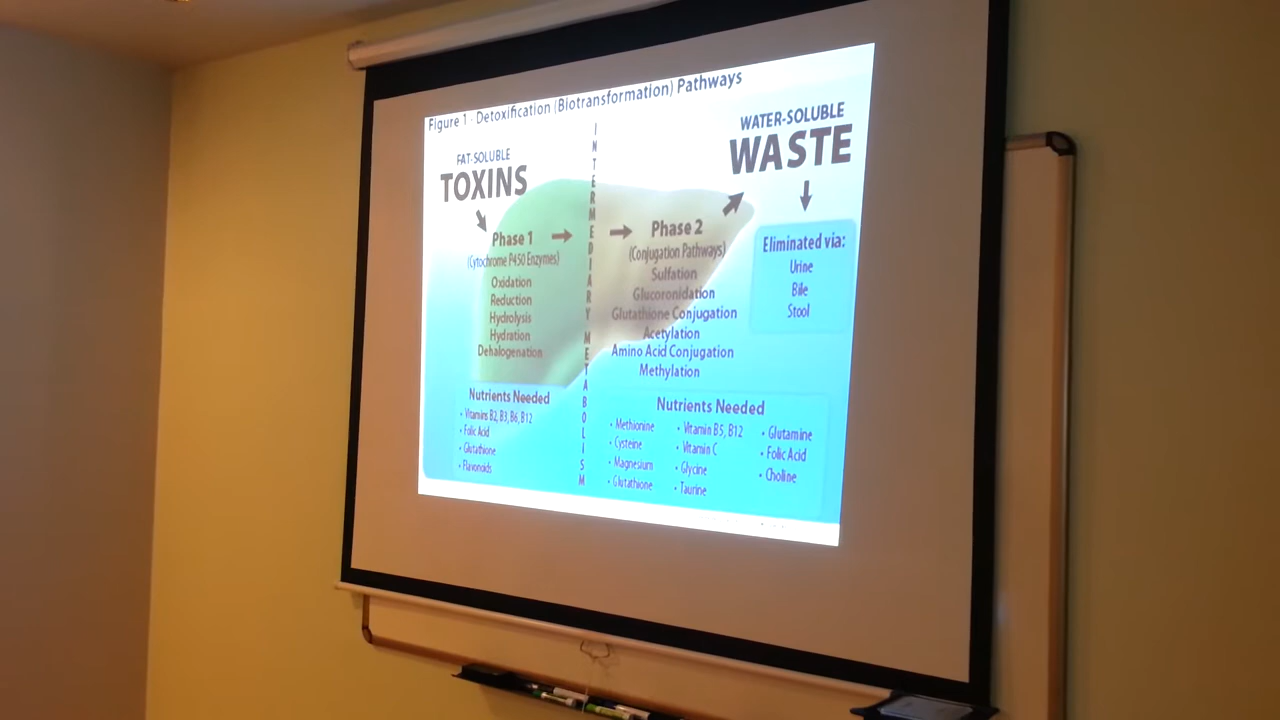 Figure 1 - Detoxification (Biotransformation) Pathways
FAT-SOLUBLE
TOXINS
Phase 1
(Cytochrome P450 Enzymes)
Oxidation
Reduction
Hydrolysis
Hydration
Dehalogenation
Nutrients Needed
• Vitamins B2, B3, B6, B12
• Folic Acid
• Glutathione
• Flavonoids
INTERMEDIARY METABOLISM
Phase 2
(Conjugation Pathways)
Sulfation
Glucoronidation
Glutathione Conjugation
Acetylation
Amino Acid Conjugation
Methylation
Nutrients Needed
• Methionine
• Cysteine
• Magnesium
• Glutathione
• Vitamin B5, B12
• Vitamin C
• Glycine
• Taurine
• Glutamine
• Folic Acid
• Choline
WATER-SOLUBLE
WASTE
Eliminated via:
Urine
Bile
Stool